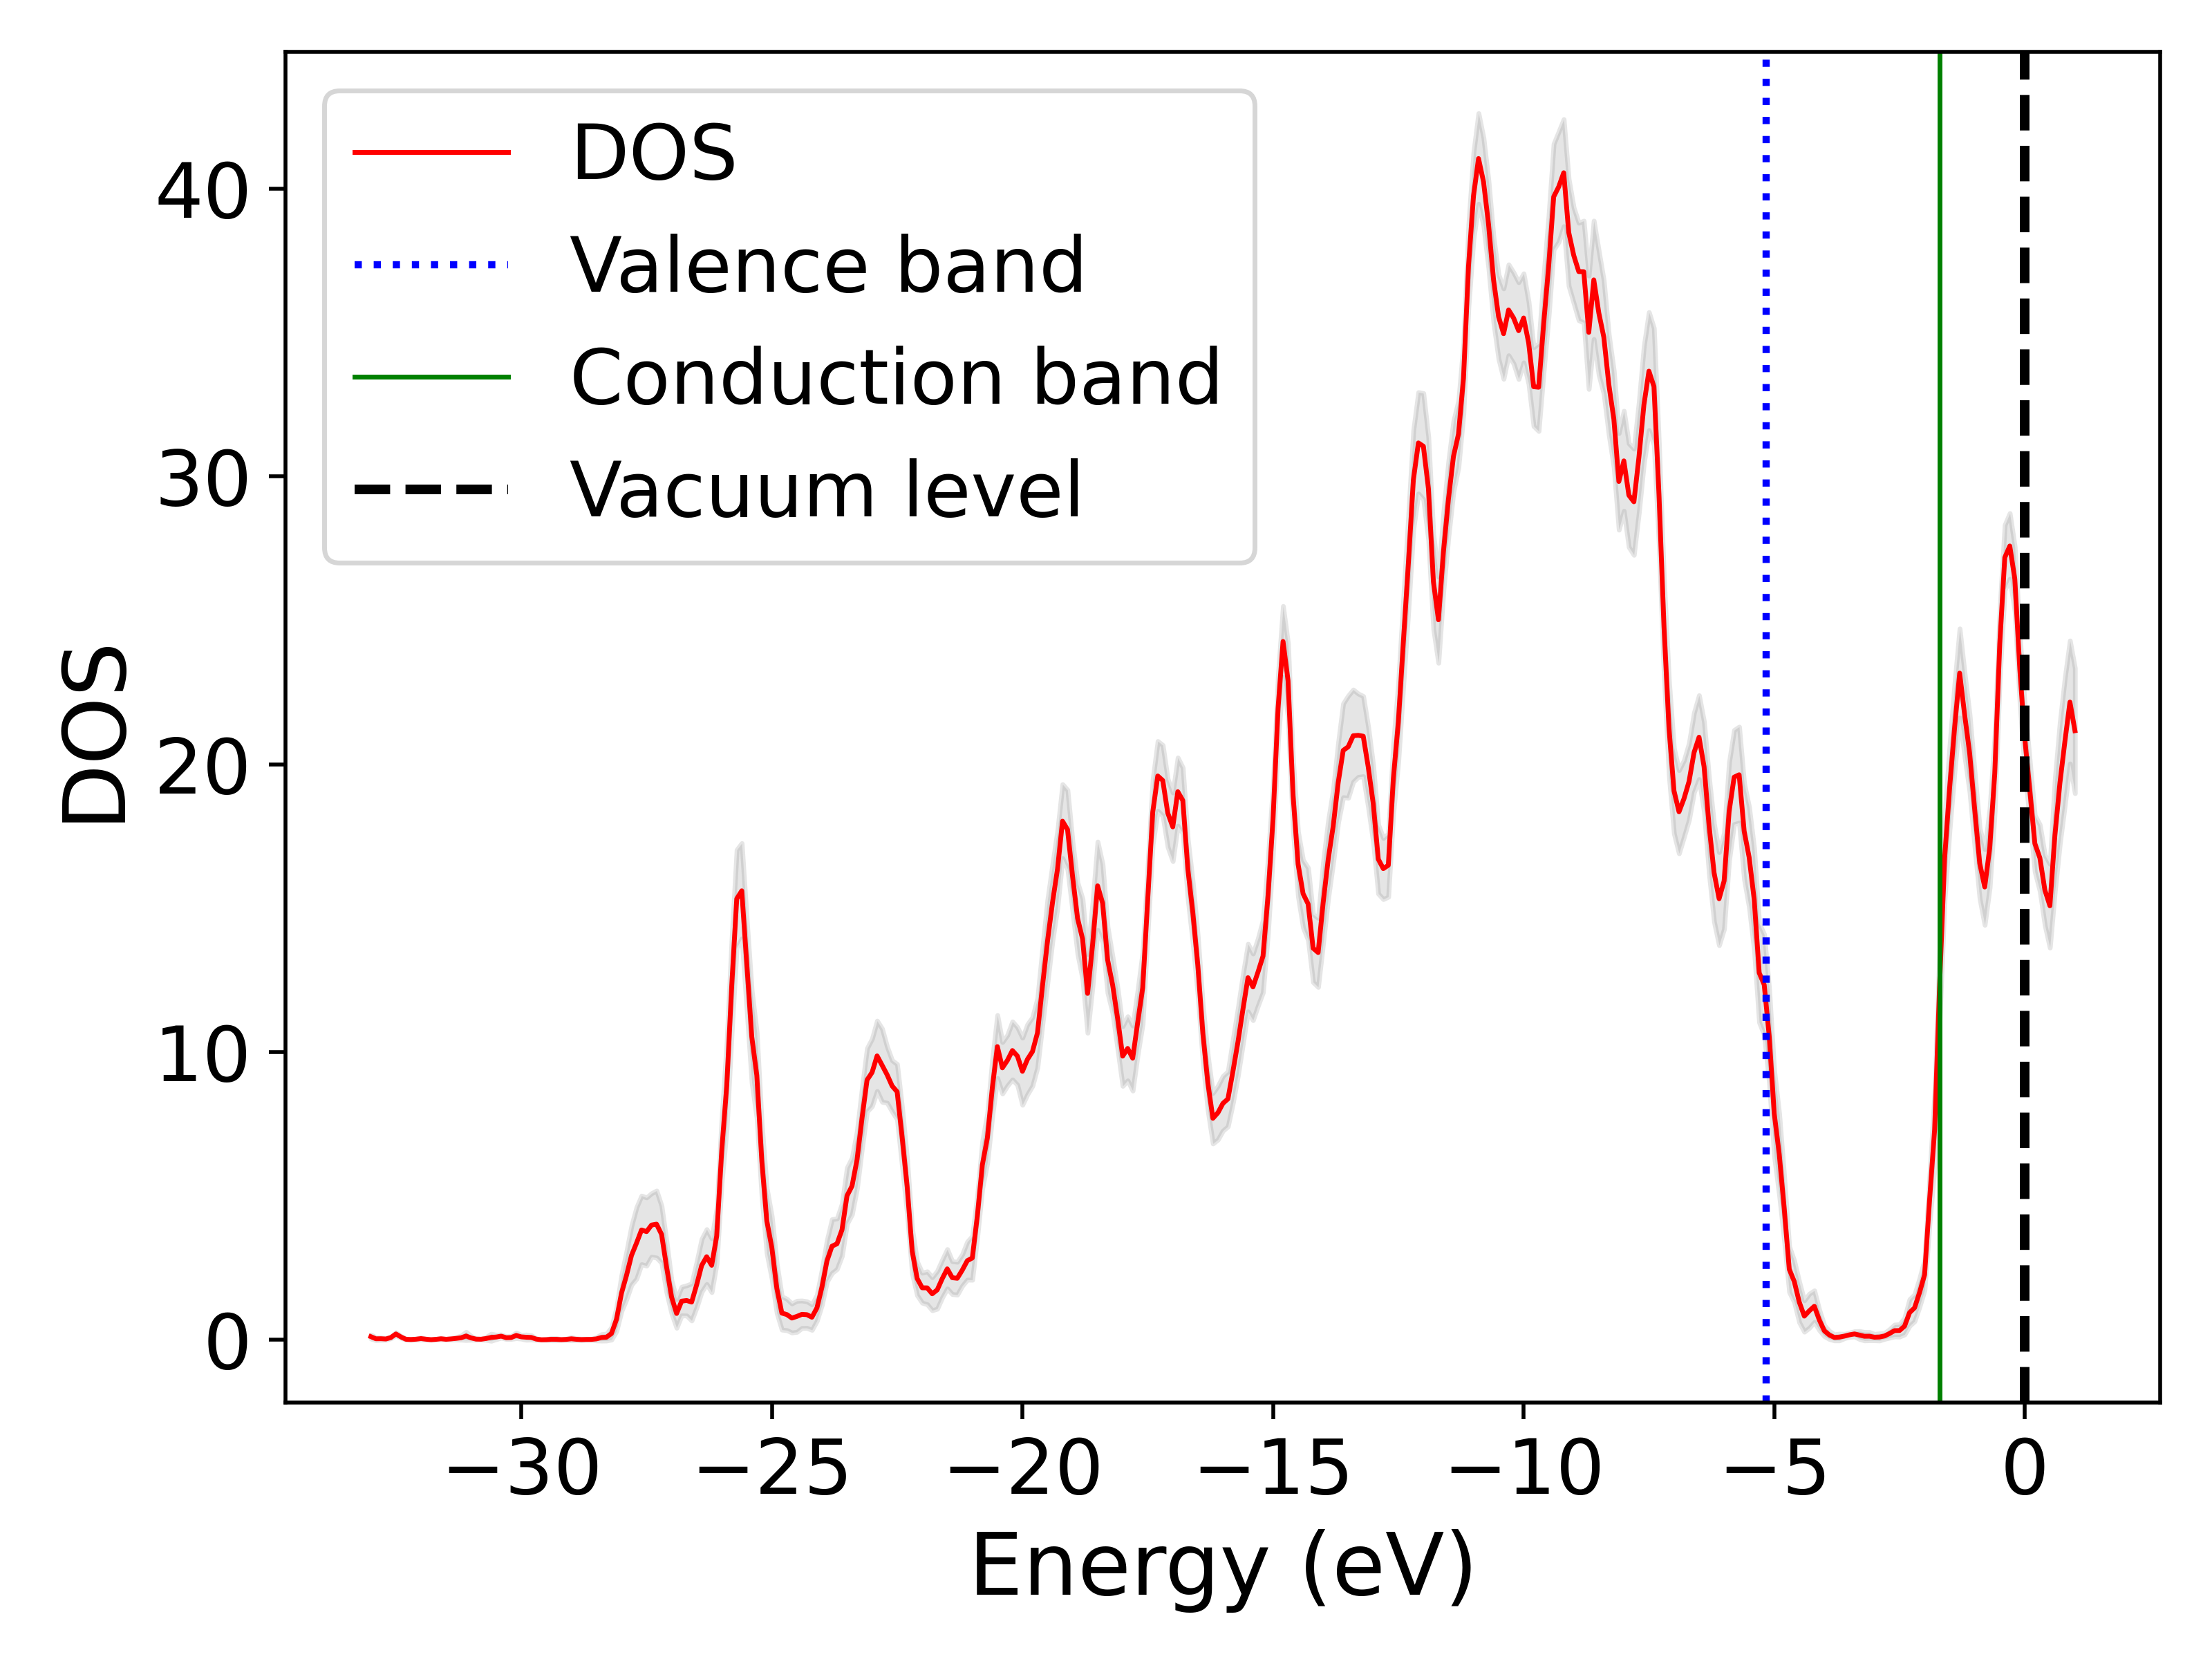 DOS
Valence band
Conduction band
Vacuum level
DOS
40
30
20
10
0
−30
−25
−20
−15
−10
−5
0
Energy (eV)